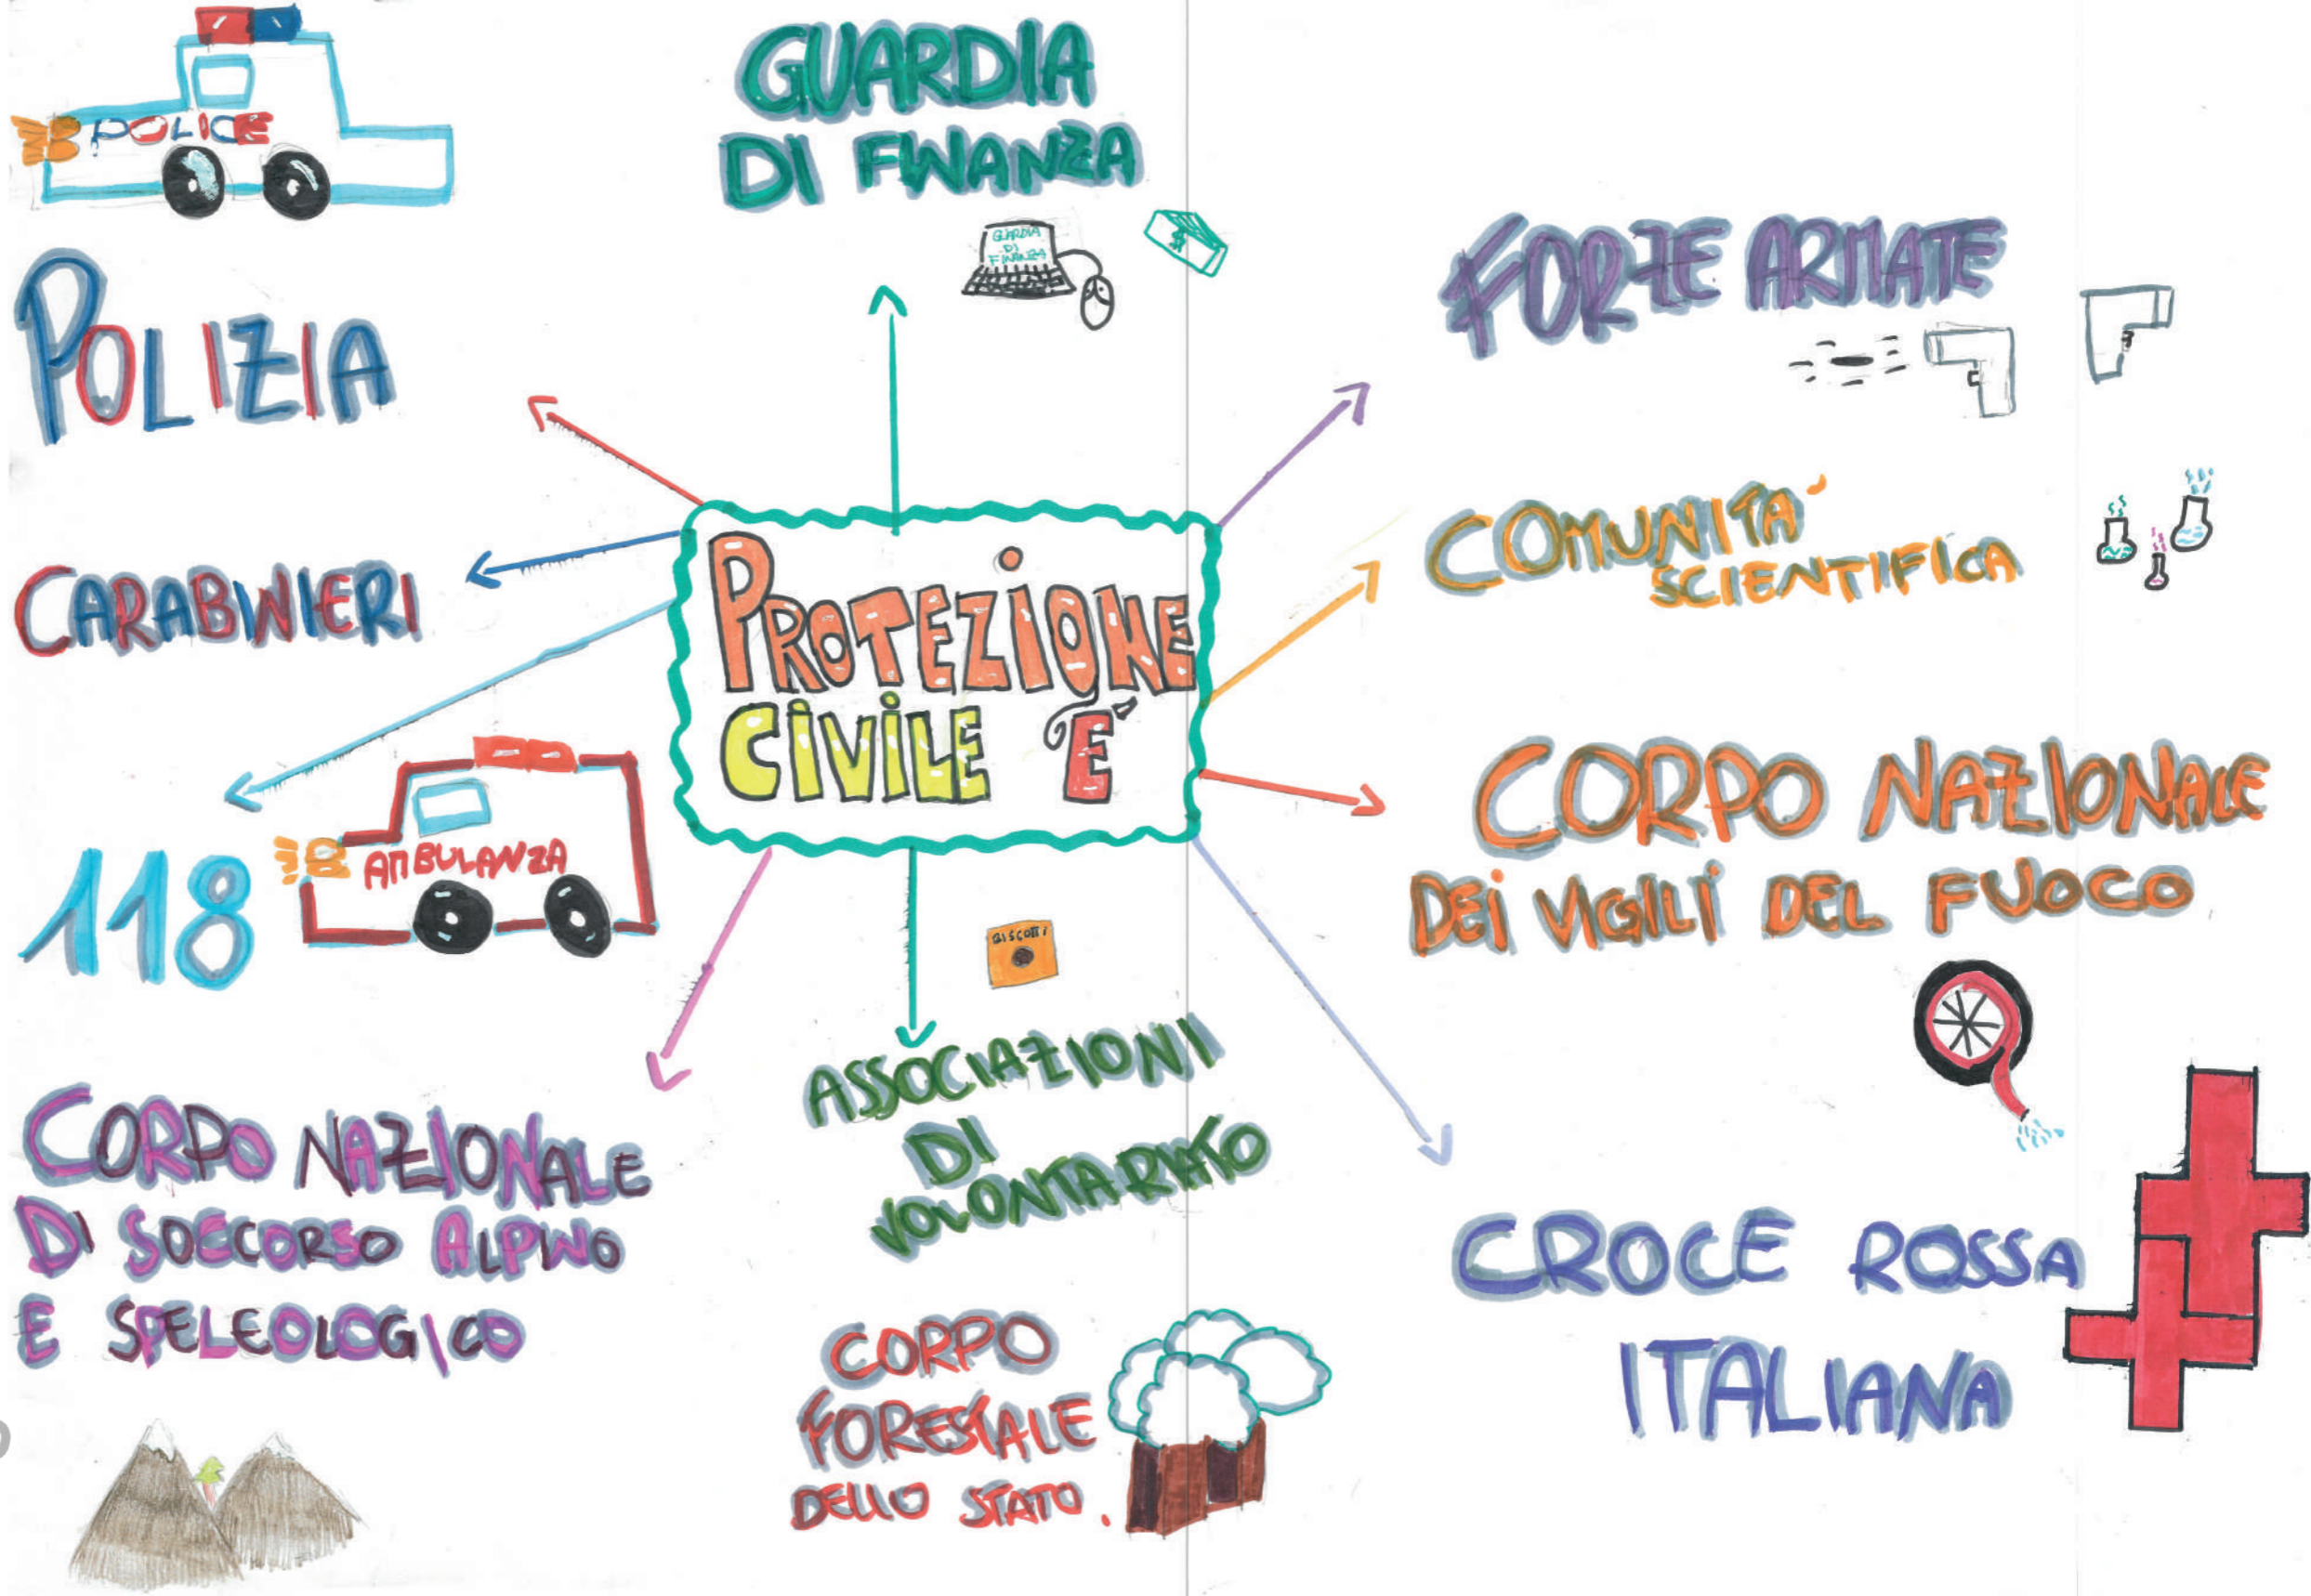 POLICE
POLIZIA
CARABINIERI
118
AMBULANZA
CORPO NAZIONALE
DI SOCCORSO ALPINO
E SPELEOLOGICO
GUARDIA
DI FINANZA
GUARDIA
DI
FINANZA
$
PROTEZIONE
CIVILE É
BISCOTTI
ASSOCIAZIONI
DI
VOLONTARIATO
CORPO
FORESTALE
DELLO STATO.
FORZE ARMATE
COMUNITA'
SCIENTIFICA
CORPO NAZIONALE
DEI VIGILI DEL FUOCO
CROCE ROSSA
ITALIANA